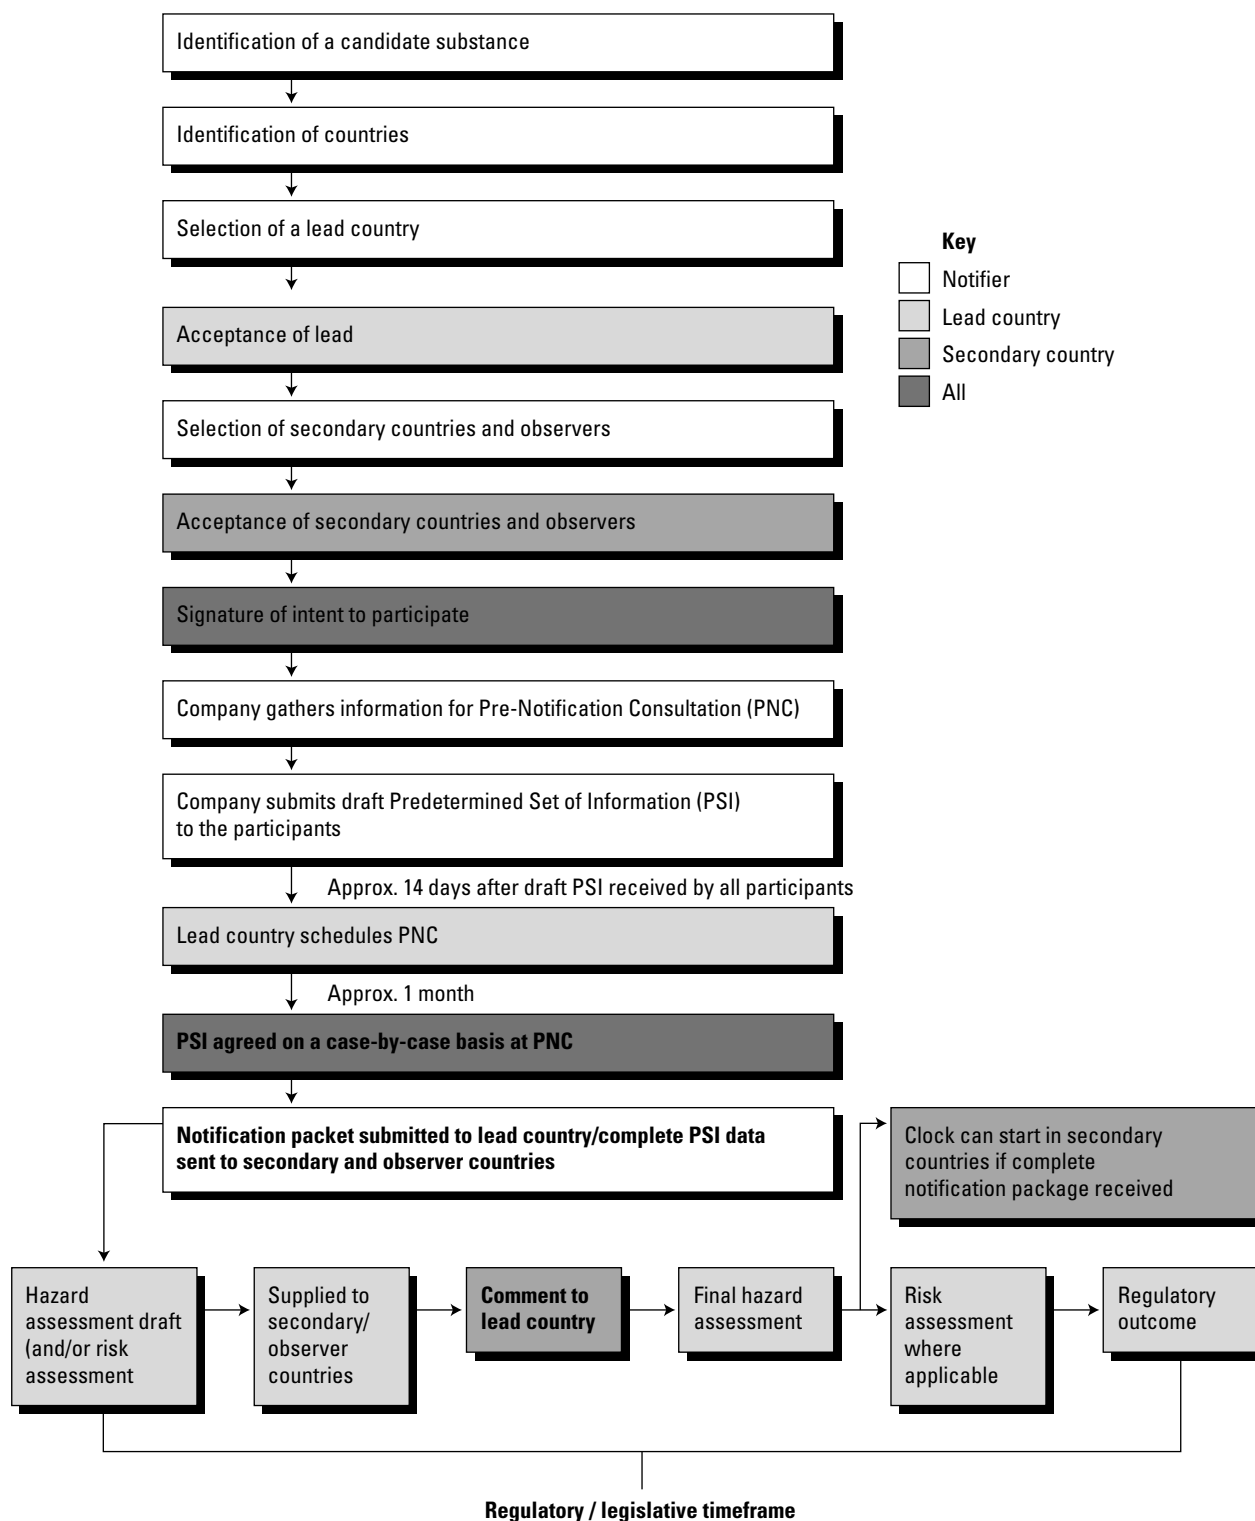 Identification of a candidate substance
Identification of countries
Selection of a lead country
Key
Notifier
Lead country
Secondary country
All
Acceptance of lead
Selection of secondary countries and observers
Acceptance of secondary countries and observers
Signature of intent to participate
Company gathers information for Pre-Notification Consultation (PNC)
Company submits draft Predetermined Set of Information (PSI)
to the participants
Approx. 14 days after draft PSI received by all participants
Lead country schedules PNC
Approx. 1 month
PSI agreed on a case-by-case basis at PNC
Notification packet submitted to lead country/complete PSI data
sent to secondary and observer countries
Clock can start in secondary
countries if complete
notification package received
Hazard
assessment draft
(and/or risk
assessment
Supplied to
secondary/
observer
countries
Comment to
lead country
Final hazard
assessment
Risk
assessment
where
applicable
Regulatory
outcome
Regulatory / legislative timeframe